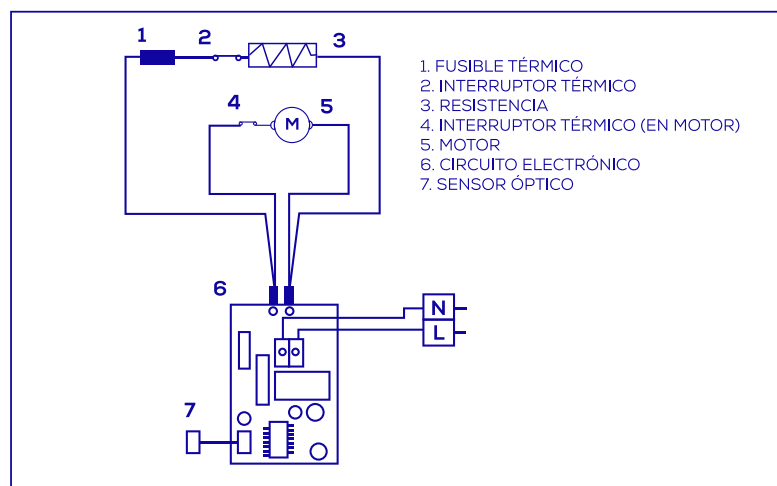 1
2
3
4
M
5
1. FUSIBLE TÉRMICO
2. INTERRUPTOR TÉRMICO
3. RESISTENCIA
4. INTERRUPTOR TÉRMICO (EN MOTOR)
5. MOTOR
6. CIRCUITO ELECTRÓNICO
7. SENSOR ÓPTICO
6
N
L
7